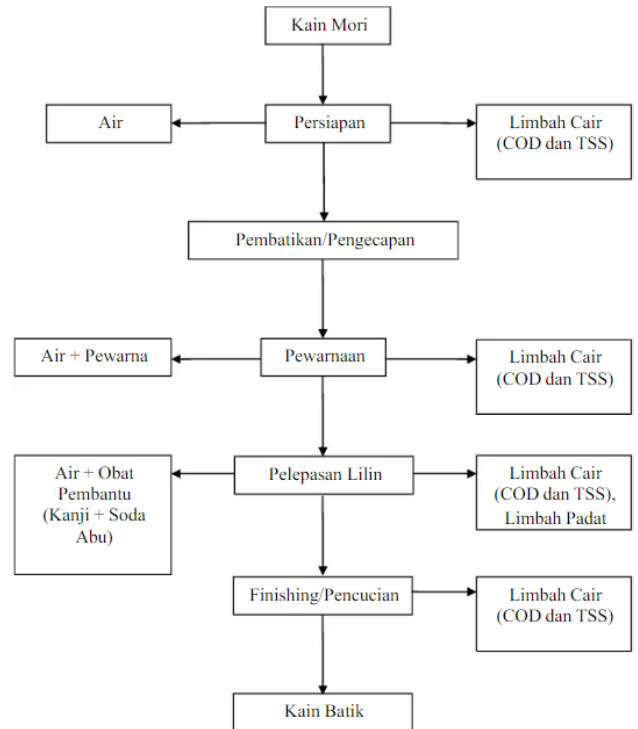 Kain Mori
Air
Persiapan
Limbah Cair
(COD dan TSS)
Pembatikan/Pengecapan
Air + Pewarna
Pewarnaan
Limbah Cair
(COD dan TSS)
Air + Obat
Pembantu
(Kanji + Soda
Abu)
Pelepasan Lilin
Limbah Cair
(COD dan TSS),
Limbah Padat
Finishing/Pencucian
Limbah Cair
(COD dan TSS)
Kain Batik